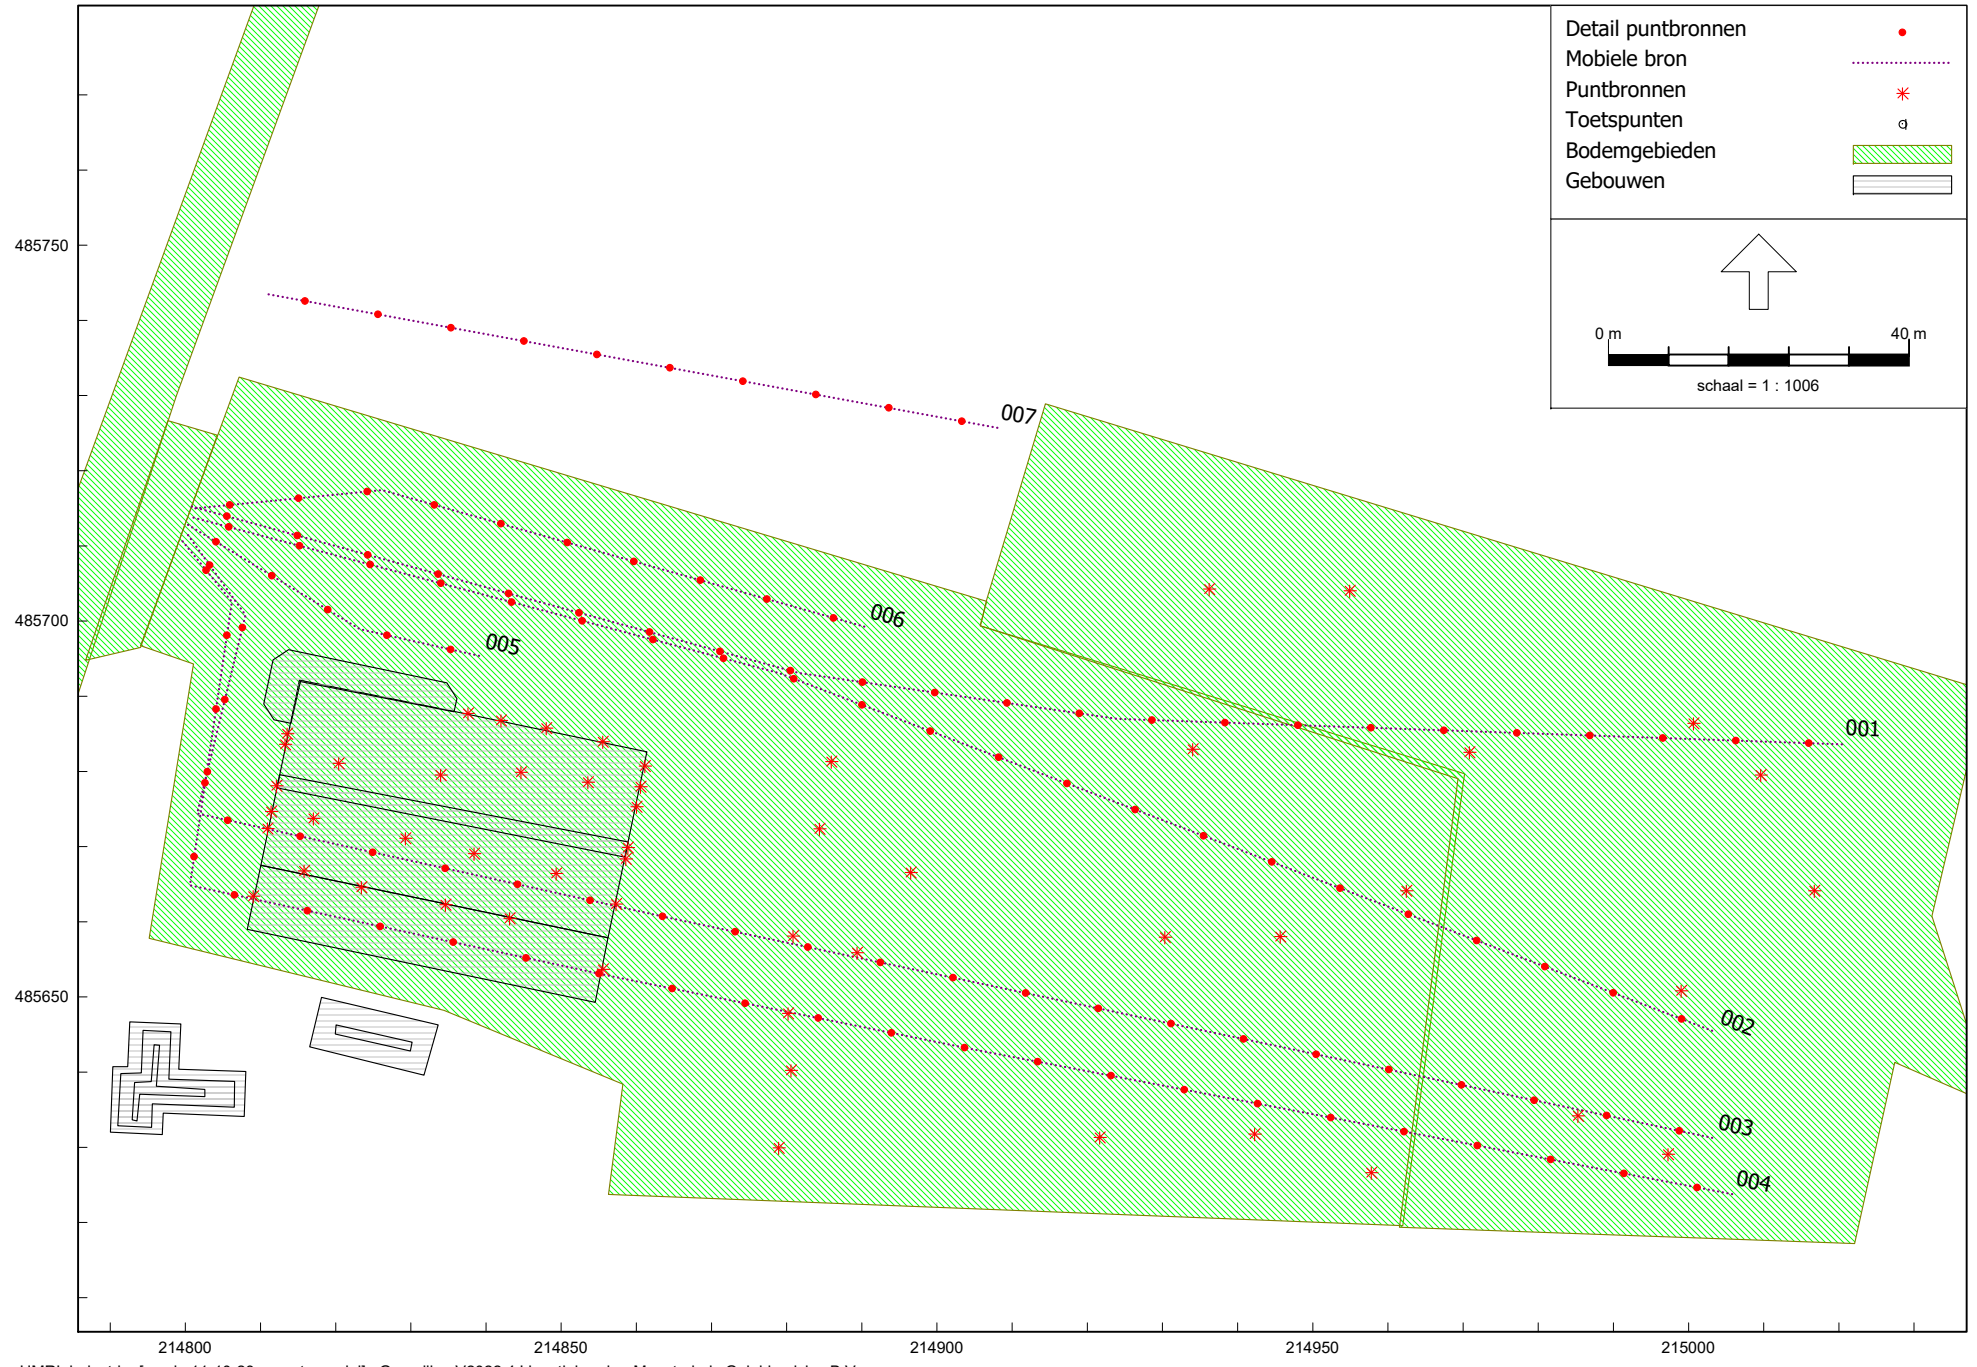 Detail puntbronnen
Mobiele bron
Puntbronnen
Toetspunten
Bodemgebieden
Gebouwen
0 m 40 m
schaal = 1 : 1006
485750
485700
485650
007
006
005
001
002
003
004
214800 214850 214900 214950 215000